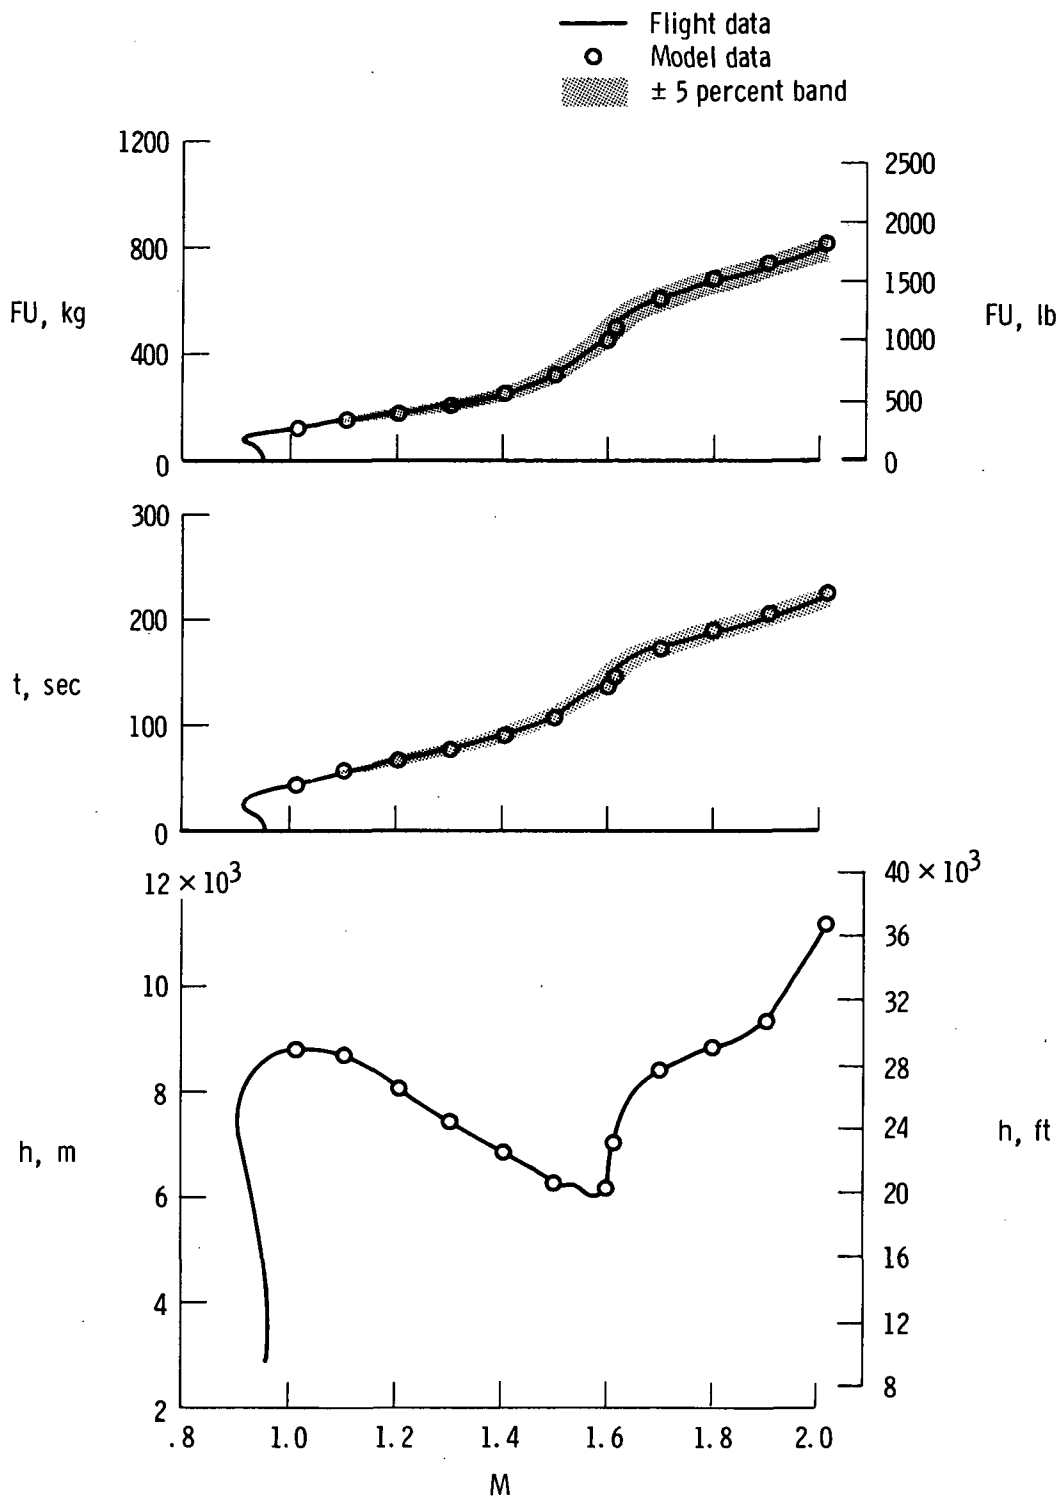 Flight data
Model data
± 5 percent band
1200
800
400
0
FU, kg
2500
2000
1500
1000
500
0
FU, lb
300
200
100
0
t, sec
12 × 10³
10
8
6
4
2
h, m
40 × 10³
36
32
28
24
20
16
12
8
h, ft
.8 1.0 1.2 1.4 1.6 1.8 2.0
M